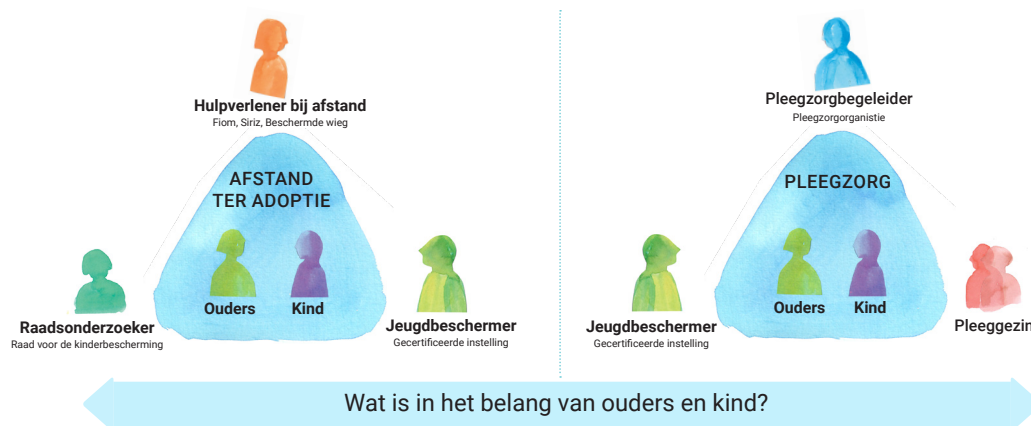 Hulpverlener bij afstand
Fiom, Siriz, Beschermde wieg
AFSTAND
TER ADOPTIE
Ouders
Kind
Raadsonderzoeker
Raad voor de kinderbescherming
Jeugdbeschermer
Gecertificeerde instelling
Pleegzorgbegeleider
Pleegzorgorganistie
PLEEGZORG
Ouders
Kind
Jeugdbeschermer
Gecertificeerde instelling
Pleeggezin
Wat is in het belang van ouders en kind?